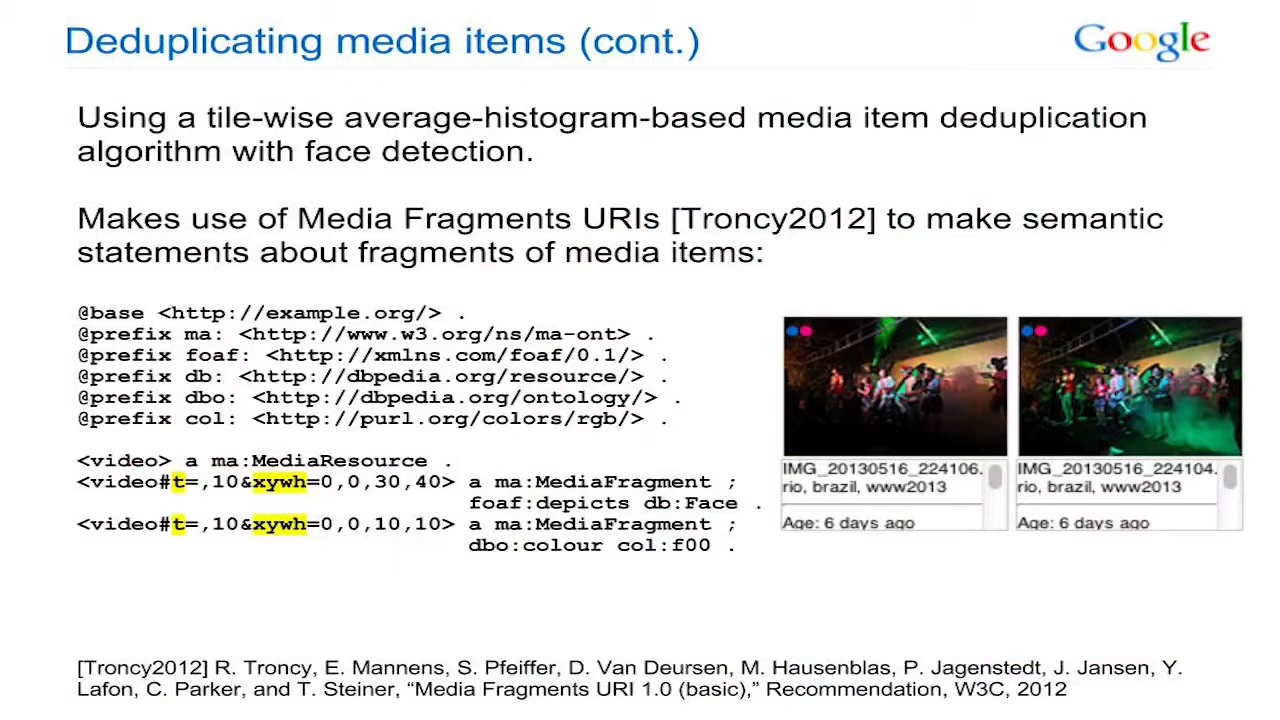 Deduplicating media items (cont.)
Google
Using a tile-wise average-histogram-based media item deduplication
algorithm with face detection.
Makes use of Media Fragments URIs [Troncy2012] to make semantic
statements about fragments of media items:
@base <http://example.org/> .
@prefix ma: <http://www.w3.org/ns/ma-ont> .
@prefix foaf: <http://xmlns.com/foaf/0.1/> .
@prefix db: <http://dbpedia.org/resource/> .
@prefix dbo: <http://dbpedia.org/ontology/> .
@prefix col: <http://purl.org/colors/rgb/> .
<video> a ma:MediaResource .
<video#t=,10&xywh=0,0,30,40> a ma:MediaFragment ;
foaf:depicts db:Face .
<video#t=,10&xywh=0,0,10,10> a ma:MediaFragment ;
dbo:colour col:f00 .
IMG_20130516_224106.
rio, brazil, www2013
Age: 6 days ago
IMG_20130516_224104.
rio, brazil, www2013
Age: 6 days ago
[Troncy2012] R. Troncy, E. Mannens, S. Pfeiffer, D. Van Deursen, M. Hausenblas, P. Jagenstedt, J. Jansen, Y.
Lafon, C. Parker, and T. Steiner, “Media Fragments URI 1.0 (basic),” Recommendation, W3C, 2012